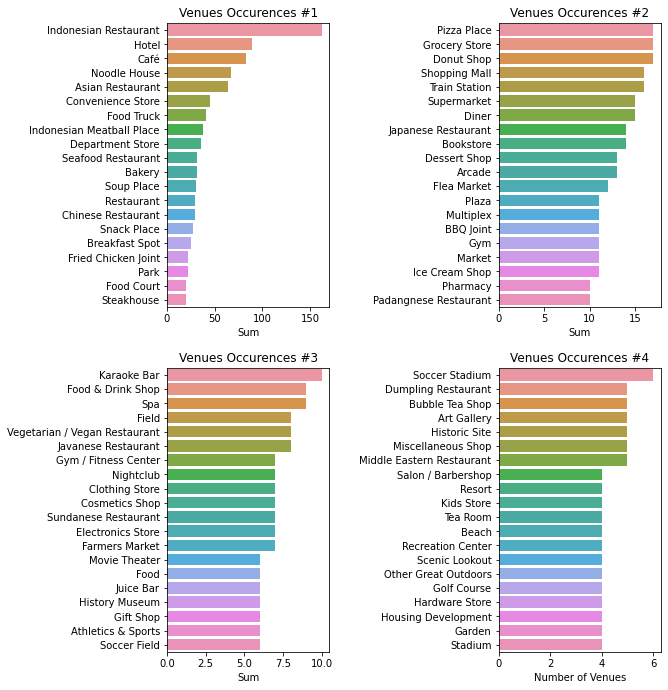 Venues Occurences #1
Indonesian Restaurant
Hotel
Café
Noodle House
Asian Restaurant
Convenience Store
Food Truck
Indonesian Meatball Place
Department Store
Seafood Restaurant
Bakery
Soup Place
Restaurant
Chinese Restaurant
Snack Place
Breakfast Spot
Fried Chicken Joint
Park
Food Court
Steakhouse
0 50 100 150
Sum
Venues Occurences #2
Pizza Place
Grocery Store
Donut Shop
Shopping Mall
Train Station
Supermarket
Diner
Japanese Restaurant
Bookstore
Dessert Shop
Arcade
Flea Market
Plaza
Multiplex
BBQ Joint
Gym
Market
Ice Cream Shop
Pharmacy
Padangnese Restaurant
0 5 10 15
Sum
Venues Occurences #3
Karaoke Bar
Food & Drink Shop
Spa
Field
Vegetarian / Vegan Restaurant
Javanese Restaurant
Gym / Fitness Center
Nightclub
Clothing Store
Cosmetics Shop
Sundanese Restaurant
Electronics Store
Farmers Market
Movie Theater
Food
Juice Bar
History Museum
Gift Shop
Athletics & Sports
Soccer Field
0.0 2.5 5.0 7.5 10.0
Sum
Venues Occurences #4
Soccer Stadium
Dumpling Restaurant
Bubble Tea Shop
Art Gallery
Historic Site
Miscellaneous Shop
Middle Eastern Restaurant
Salon / Barbershop
Resort
Kids Store
Tea Room
Beach
Recreation Center
Scenic Lookout
Other Great Outdoors
Golf Course
Hardware Store
Housing Development
Garden
Stadium
0 2 4 6
Number of Venues